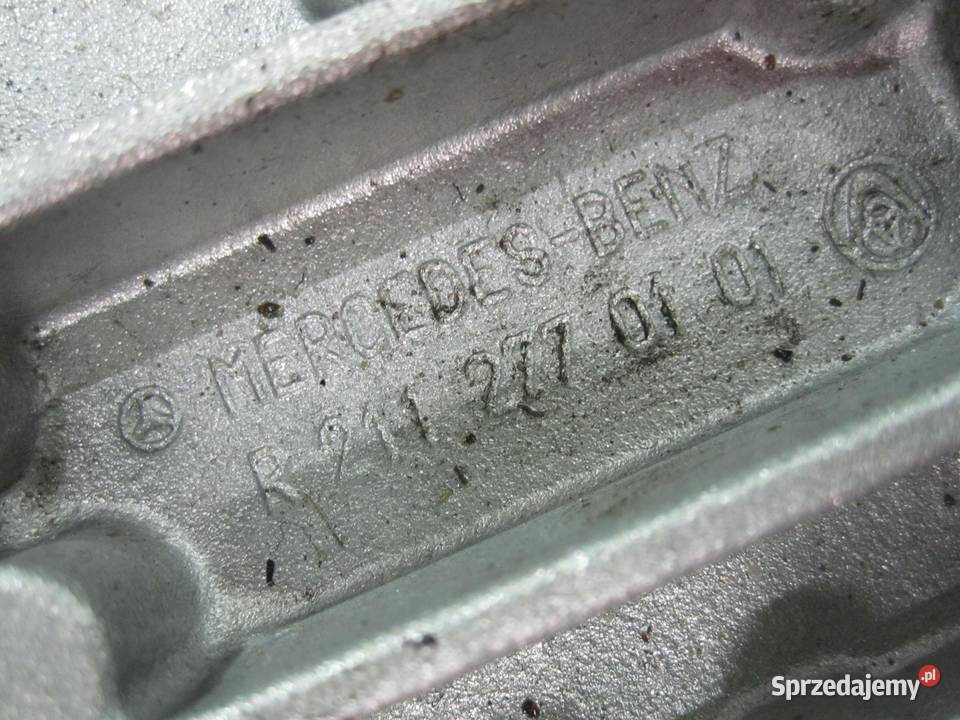 MERCEDES-BENZ
R 211 277 01 01
Sprzedajemy.pl